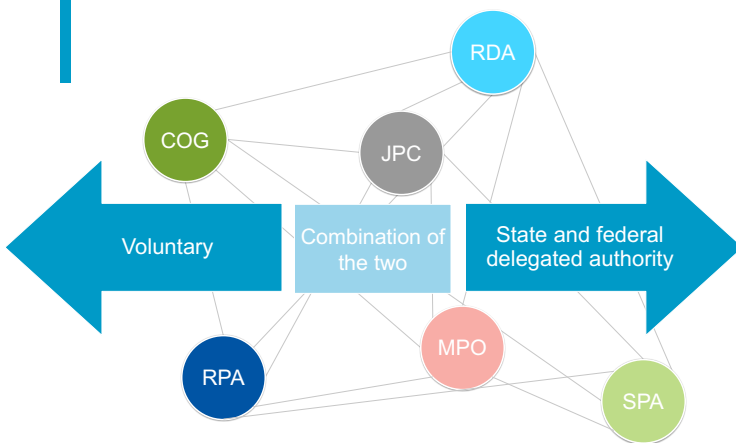 RDA
COG
JPC
Voluntary
Combination of
the two
State and federal
delegated authority
MPO
RPA
SPA